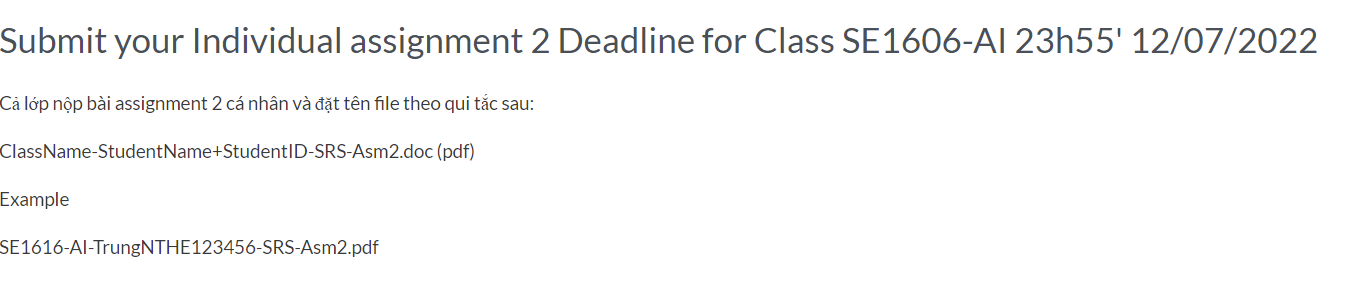 Submit your Individual assignment 2 Deadline for Class SE1606-AI 23h55' 12/07/2022
Cả lớp nộp bài assignment 2 cá nhân và đặt tên file theo qui tắc sau:
ClassName-StudentName+StudentID-SRS-Asm2.doc (pdf)
Example
SE1616-AI-TrungNTHE123456-SRS-Asm2.pdf